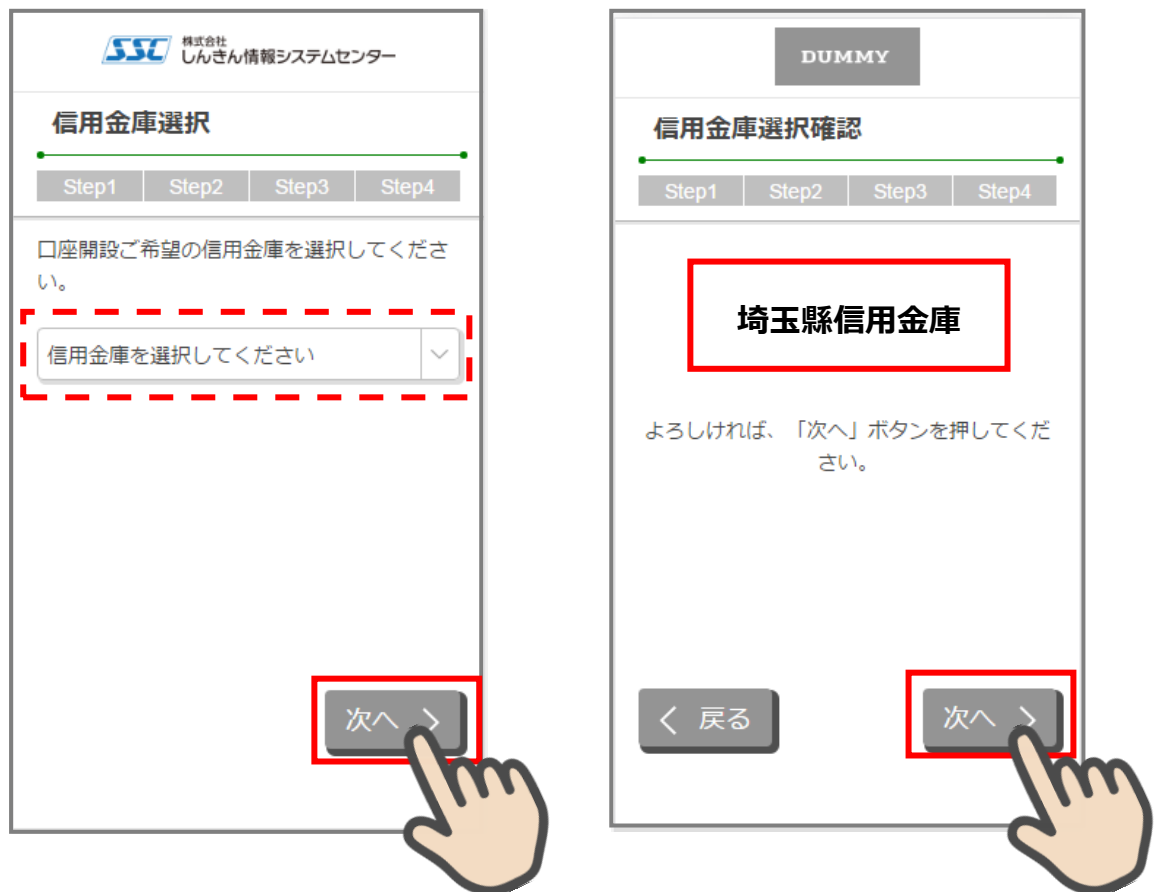 SSC 株式会社
しんきん情報システムセンター
信用金庫選択
Step1 Step2 Step3 Step4
口座開設ご希望の信用金庫を選択してくださ
い。
信用金庫を選択してください
次へ
DUMMY
信用金庫選択確認
Step1 Step2 Step3 Step4
埼玉縣信用金庫
よろしければ、「次へ」ボタンを押してくだ
さい。
戻る
次へ